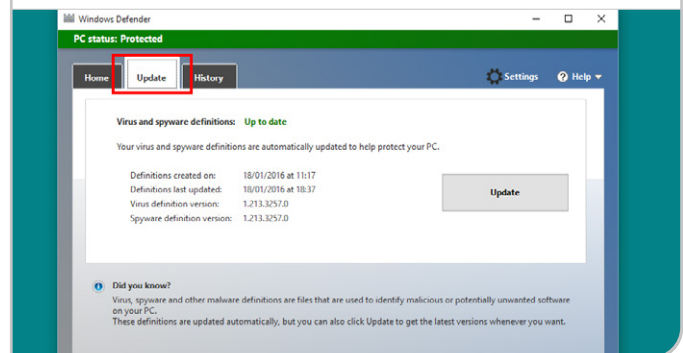 Windows Defender
PC status: Protected
Home Update History Settings Help
Virus and spyware definitions: Up to date
Your virus and spyware definitions are automatically updated to help protect your PC.
Definitions created on: 18/01/2016 at 11:17
Definitions last updated: 18/01/2016 at 18:37
Virus definition version: 1.213.3257.0
Spyware definition version: 1.213.3257.0
Update
Did you know?
Virus, spyware and other malware definitions are files that are used to identify malicious or potentially unwanted software
on your PC.
These definitions are updated automatically, but you can also click Update to get the latest versions whenever you want.